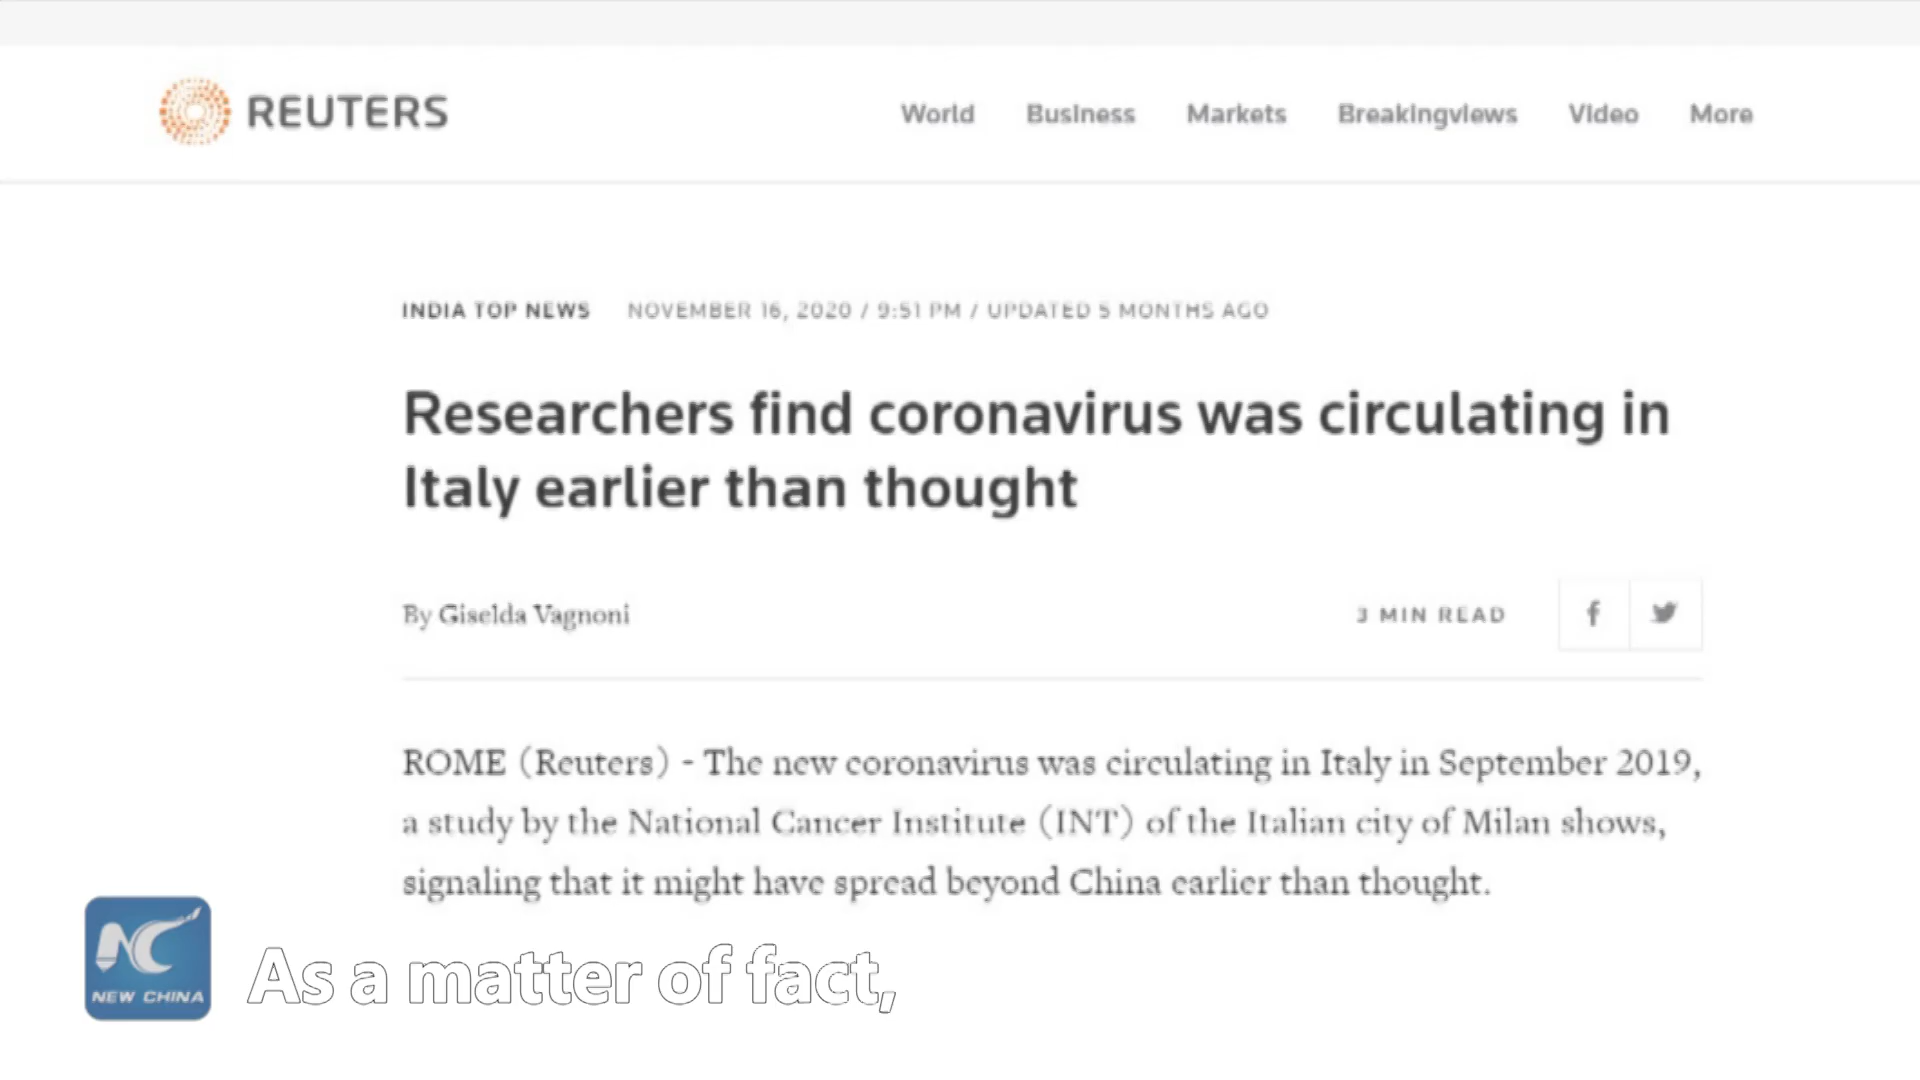 REUTERS
World Business Markets Breakingviews Video More
INDIA TOP NEWS NOVEMBER 16, 2020 / 9:51 PM / UPDATED 5 MONTHS AGO
Researchers find coronavirus was circulating in
Italy earlier than thought
By Giselda Vagnoni
3 MIN READ
ROME (Reuters) - The new coronavirus was circulating in Italy in September 2019,
a study by the National Cancer Institute (INT) of the Italian city of Milan shows,
signaling that it might have spread beyond China earlier than thought.
NC
NEW CHINA
As a matter of fact,